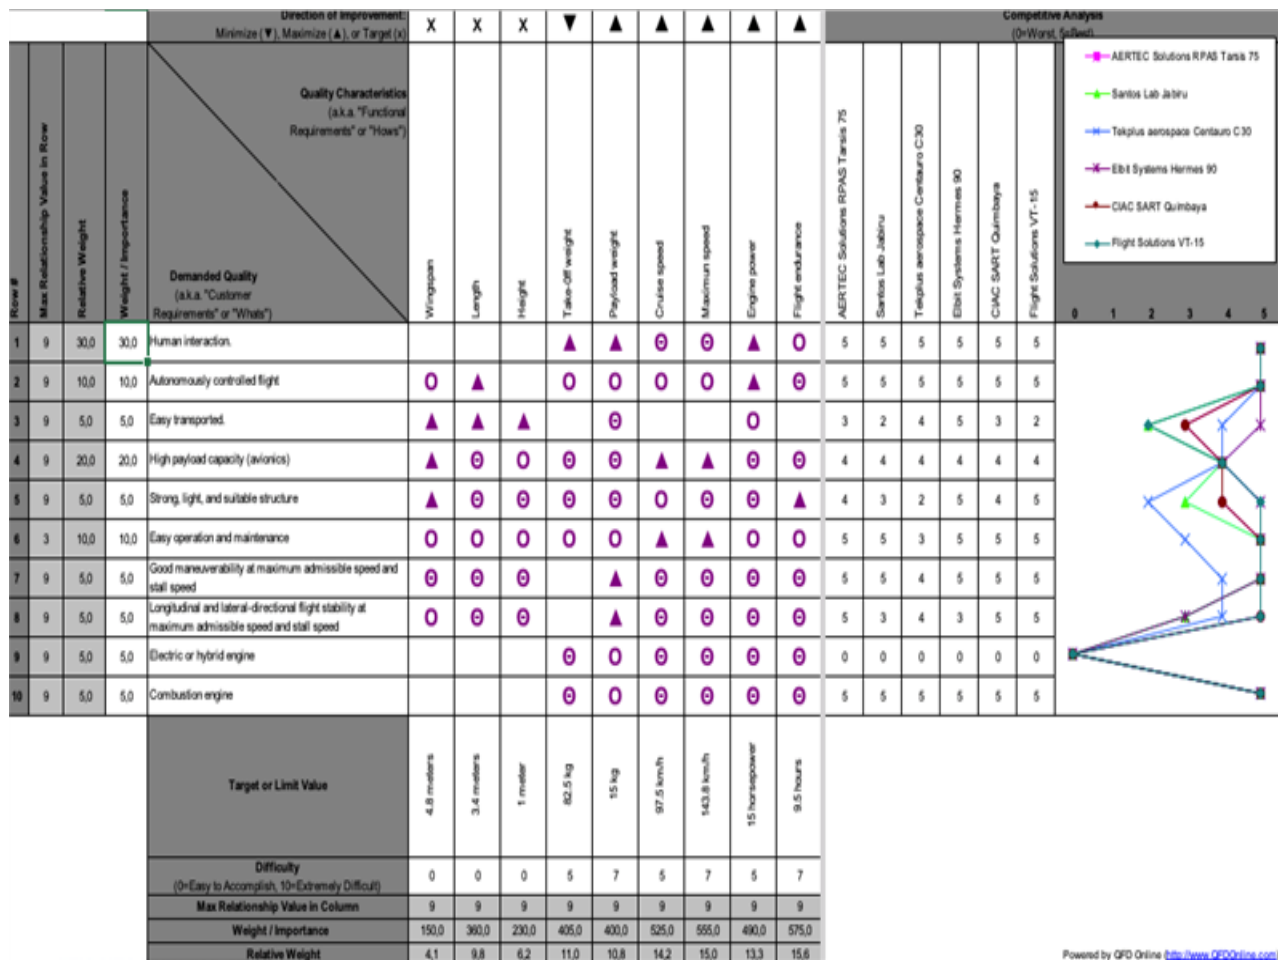 Direction of Improvement:
Minimize (▼), Maximize (▲), or Target (x)
X X X ▼ ▲ ▲ ▲ ▲ ▲
Competitive Analysis
(0=Worst, 5=Best)
AERTEC Solutions RPAS Tarsis 75
Santos Lab Jabiru
Tekplus aerospace Centauro C30
Elbit Systems Hermes 90
CIAC SART Quimbaya
Flight Solutions VT-15
Row #
Max Relationship Value in Row
Relative Weight
Weight / Importance
Quality Characteristics
(a.k.a. "Functional
Requirements" or "Hows")
Demanded Quality
(a.k.a. "Customer
Requirements" or "Whats")
Wingspan
Length
Height
Take-Off weight
Payload weight
Cruise speed
Maximun speed
Engine power
Flight endurance
AERTEC Solutions RPAS Tarsis 75
Santos Lab Jabiru
Tekplus aerospace Centauro C30
Elbit Systems Hermes 90
CIAC SART Quimbaya
Flight Solutions VT-15
0 1 2 3 4 5
1 9 30,0 30,0 Human interaction. ▲ ▲ Θ Θ ▲ Ο 5 5 5 5 5 5
2 9 10,0 10,0 Autonomously controlled flight Ο ▲ Ο Ο Ο Ο ▲ Θ 5 5 5 5 5 5
3 9 5,0 5,0 Easy transported. ▲ ▲ ▲ Θ Ο 3 2 4 5 3 2
4 9 20,0 20,0 High payload capacity (avionics) ▲ Θ Ο Θ Θ ▲ ▲ Θ Θ 4 4 4 4 4 4
5 9 5,0 5,0 Strong, light, and suitable structure ▲ Θ Θ Θ Θ Ο Θ Θ ▲ 4 3 2 5 4 5
6 3 10,0 10,0 Easy operation and maintenance Ο Ο Ο Ο Ο ▲ ▲ Ο Ο 5 5 3 5 5 5
7 9 5,0 5,0 Good maneuverability at maximum admissible speed and
stall speed Θ Θ Θ ▲ Θ Θ Θ Θ 5 5 4 5 5 5
8 9 5,0 5,0 Longitudinal and lateral-directional flight stability at
maximum admissible speed and stall speed Ο Θ Θ ▲ Θ Θ Θ Θ 5 3 4 3 5 5
9 9 5,0 5,0 Electric or hybrid engine Θ Ο Θ Θ Θ Θ 0 0 0 0 0 0
10 9 5,0 5,0 Combustion engine Θ Ο Θ Θ Θ Θ 5 5 5 5 5 5
Target or Limit Value
4.8 meters
3.4 meters
1 meter
82.5 kg
15 kg
97.5 km/h
143.8 km/h
15 horsepower
9.5 hours
Difficulty
(0=Easy to Accomplish, 10=Extremely Difficult)
0 0 0 5 7 5 7 5 7
Max Relationship Value in Column 9 9 9 9 9 9 9 9 9
Weight / Importance 150,0 360,0 230,0 405,0 400,0 525,0 555,0 490,0 575,0
Relative Weight 4,1 9,8 6,2 11,0 10,8 14,2 15,0 13,3 15,6
Powered by QFD Online (http://www.QFDOnline.com)